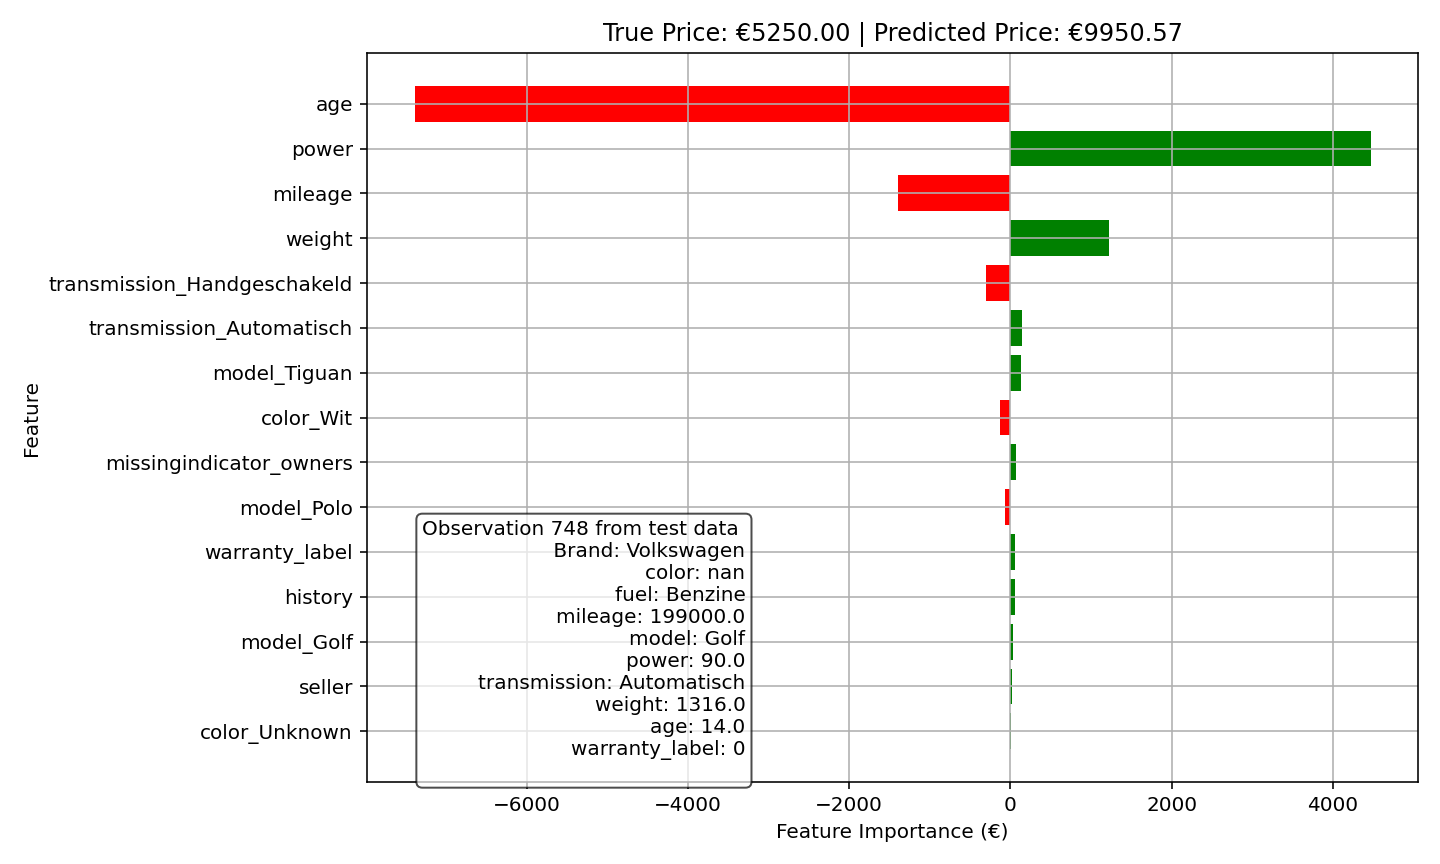 True Price: €5250.00 | Predicted Price: €9950.57
Feature
age
power
mileage
weight
transmission_Handgeschakeld
transmission_Automatisch
model_Tiguan
color_Wit
missingindicator_owners
model_Polo
warranty_label
history
model_Golf
seller
color_Unknown
Observation 748 from test data
Brand: Volkswagen
color: nan
fuel: Benzine
mileage: 199000.0
model: Golf
power: 90.0
transmission: Automatisch
weight: 1316.0
age: 14.0
warranty_label: 0
−6000 −4000 −2000 0 2000 4000
Feature Importance (€)